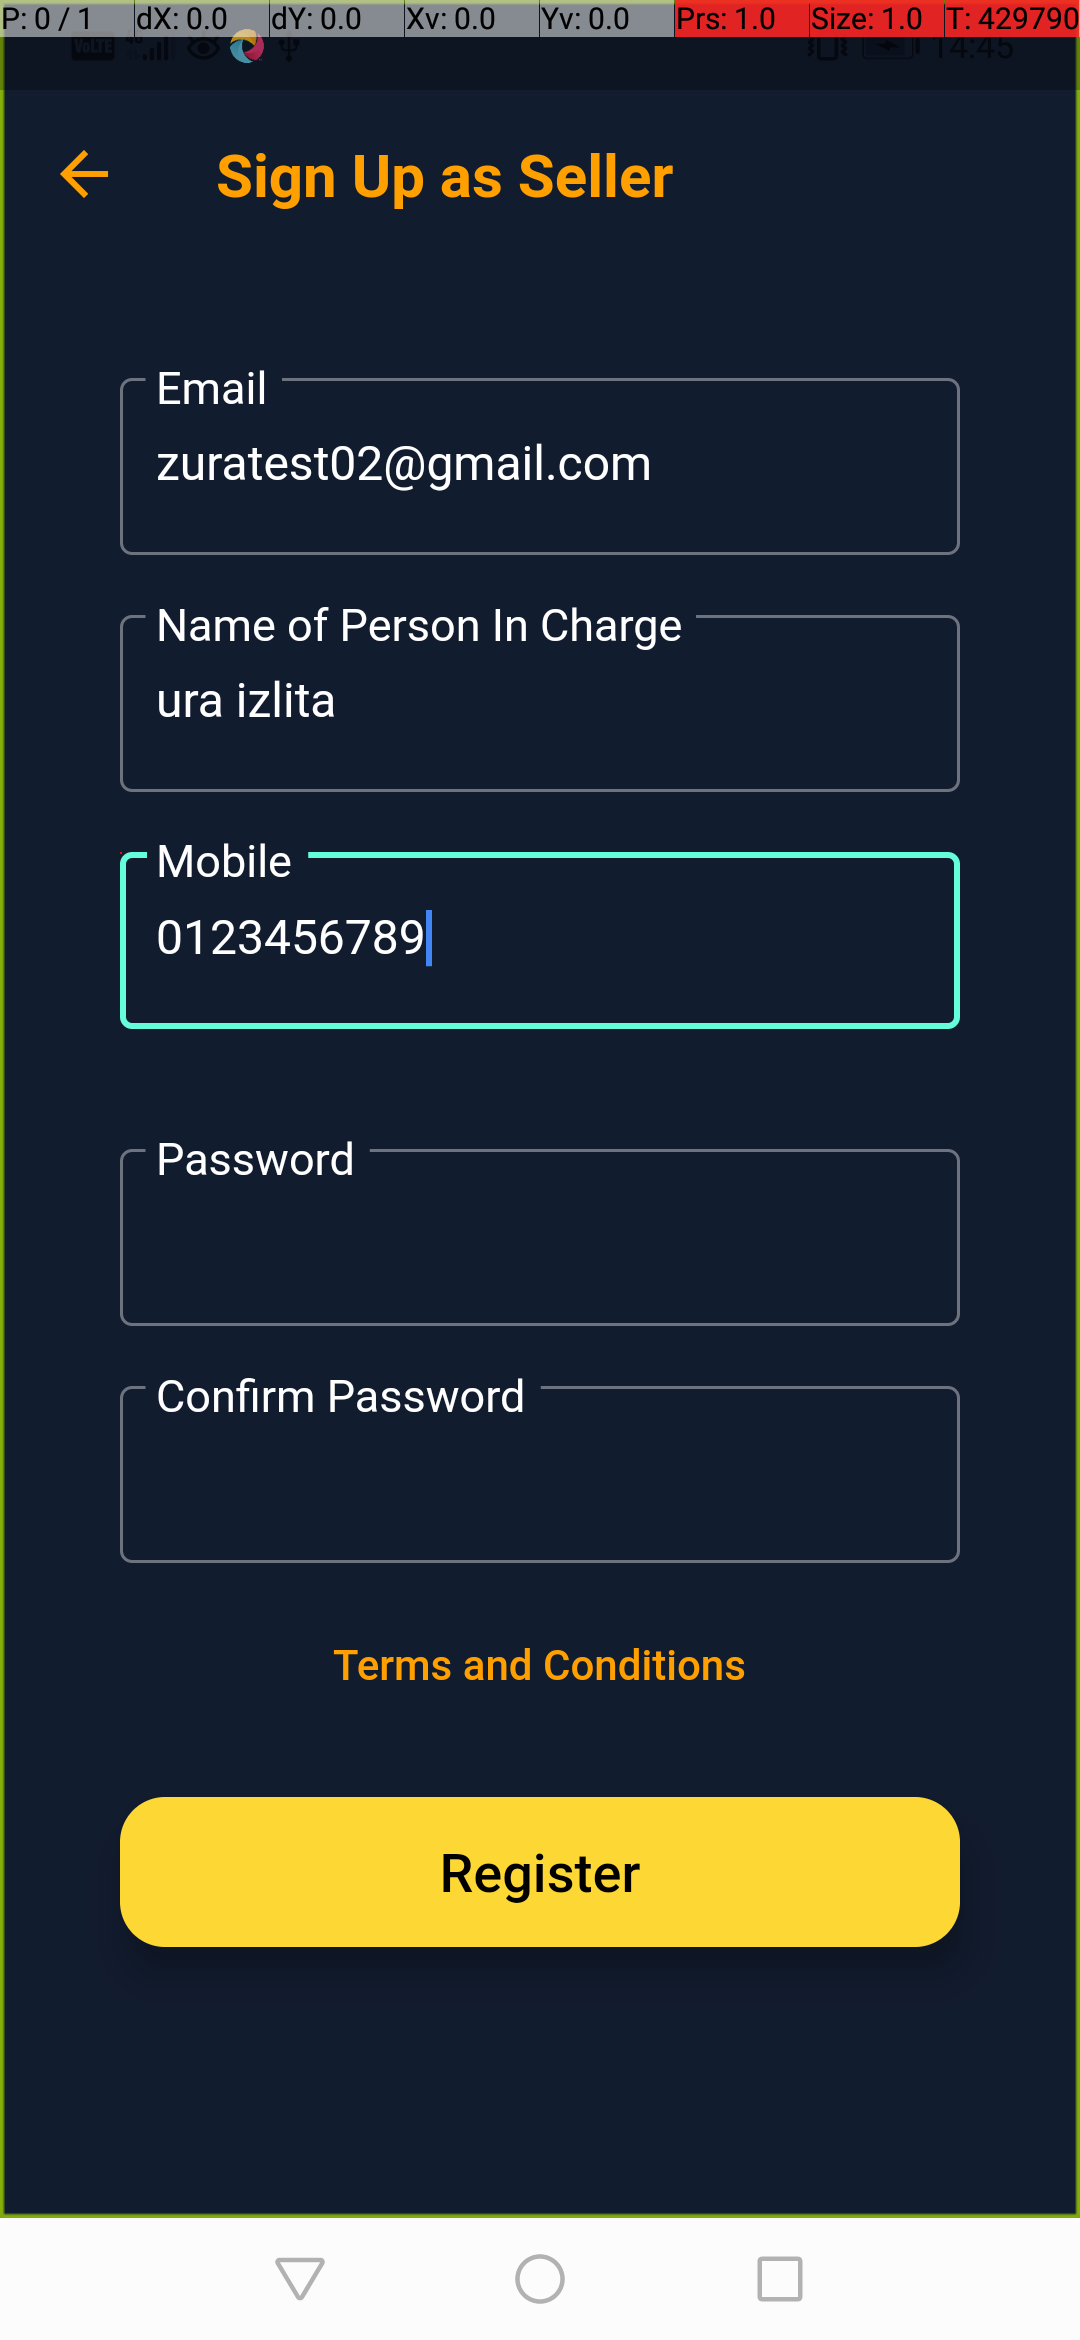 P: 0 / 1 dX: 0.0 dY: 0.0 Xv: 0.0 Yv: 0.0 Prs: 1.0 Size: 1.0 T: 429790
VoLTE 14:45
Sign Up as Seller
Email
zuratest02@gmail.com
Name of Person In Charge
ura izlita
Mobile
0123456789
Password
Confirm Password
Terms and Conditions
Register